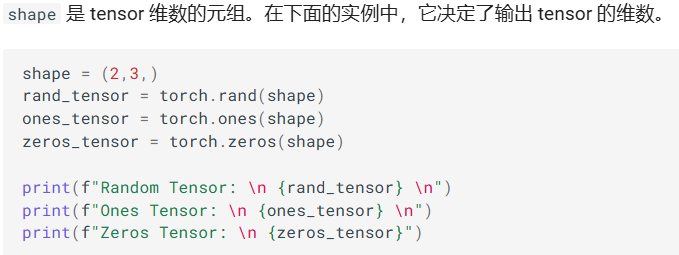 shape 是 tensor 维数的元组。在下面的实例中，它决定了输出 tensor 的维数。
shape = (2,3,)
rand_tensor = torch.rand(shape)
ones_tensor = torch.ones(shape)
zeros_tensor = torch.zeros(shape)
print(f"Random Tensor: \n {rand_tensor} \n")
print(f"Ones Tensor: \n {ones_tensor} \n")
print(f"Zeros Tensor: \n {zeros_tensor}")